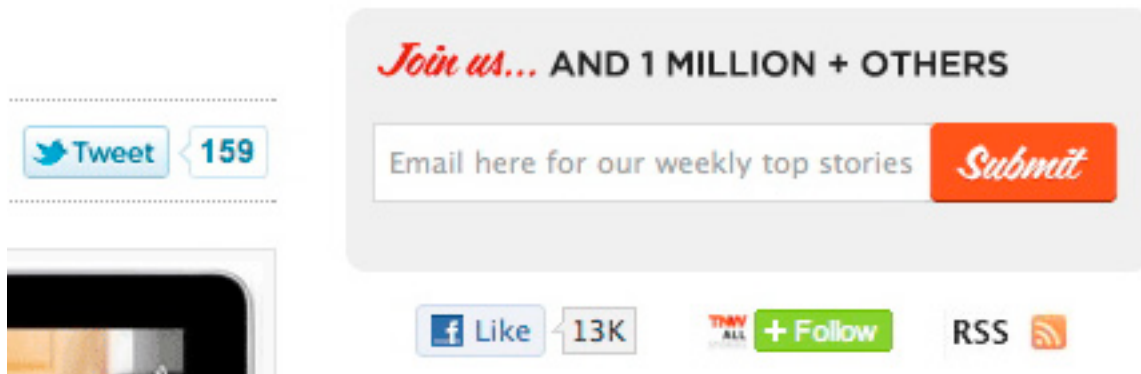 Join us... AND 1 MILLION + OTHERS
Tweet 159
Email here for our weekly top stories Submit
f Like 13K
TNW ALL + Follow
RSS